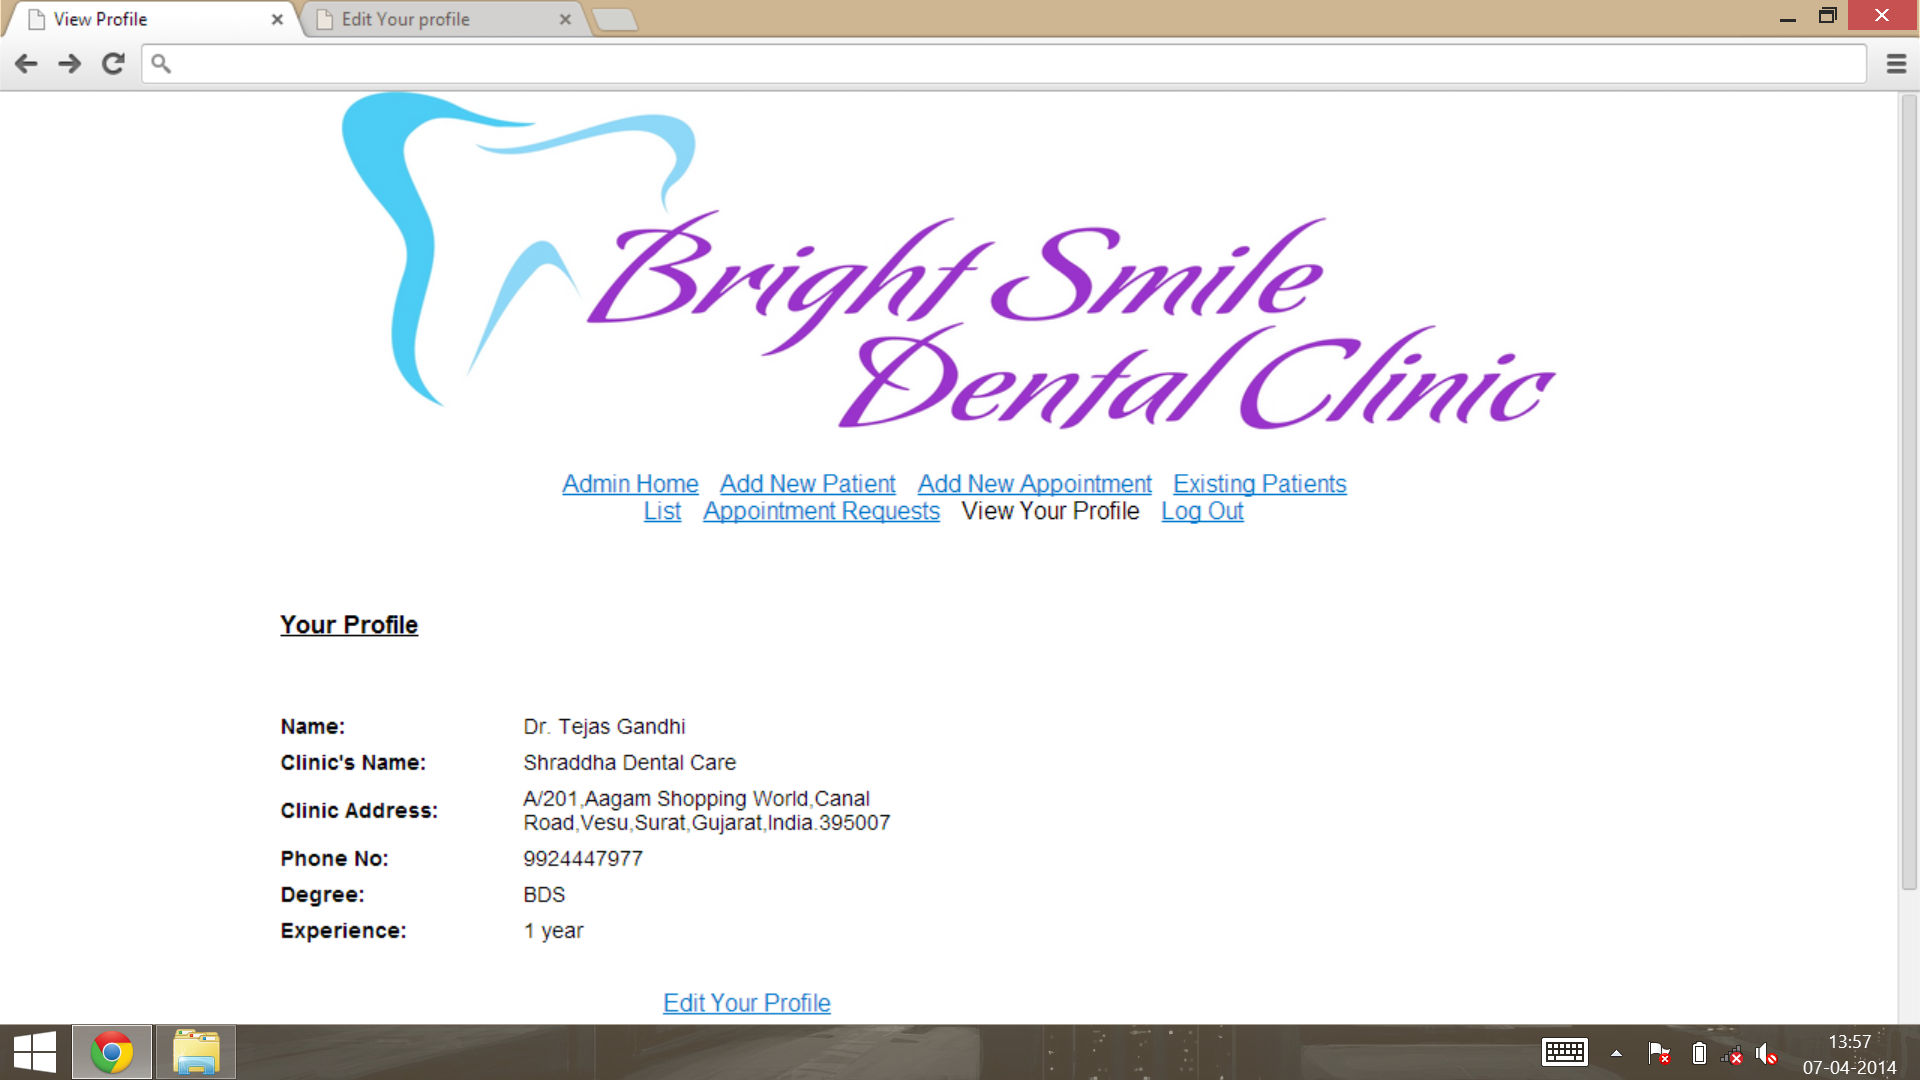 View Profile
Edit Your profile
Bright Smile
Dental Clinic
Admin Home Add New Patient Add New Appointment Existing Patients
List Appointment Requests View Your Profile Log Out
Your Profile
Name: Dr. Tejas Gandhi
Clinic's Name: Shraddha Dental Care
Clinic Address: A/201,Aagam Shopping World,Canal
Road,Vesu,Surat,Gujarat,India.395007
Phone No: 9924447977
Degree: BDS
Experience: 1 year
Edit Your Profile
13:57
07-04-2014